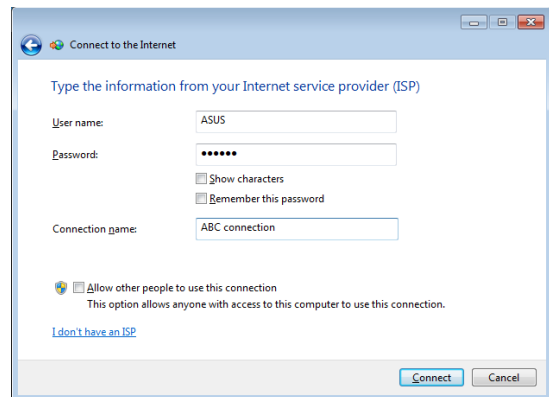 Connect to the Internet
Type the information from your Internet service provider (ISP)
User name: ASUS
Password: ••••••
Show characters
Remember this password
Connection name: ABC connection
Allow other people to use this connection
This option allows anyone with access to this computer to use this connection.
I don't have an ISP
Connect Cancel